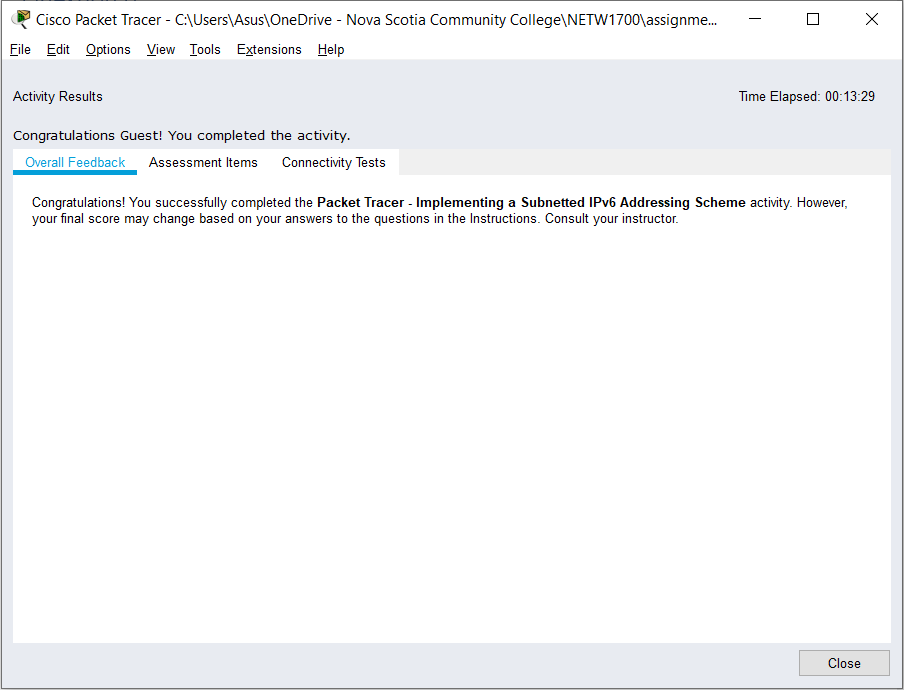 Cisco Packet Tracer - C:\Users\Asus\OneDrive - Nova Scotia Community College\NETW1700\assignme...
File Edit Options View Tools Extensions Help
Activity Results Time Elapsed: 00:13:29
Congratulations Guest! You completed the activity.
Overall Feedback Assessment Items Connectivity Tests
Congratulations! You successfully completed the Packet Tracer - Implementing a Subnetted IPv6 Addressing Scheme activity. However,
your final score may change based on your answers to the questions in the Instructions. Consult your instructor.
Close